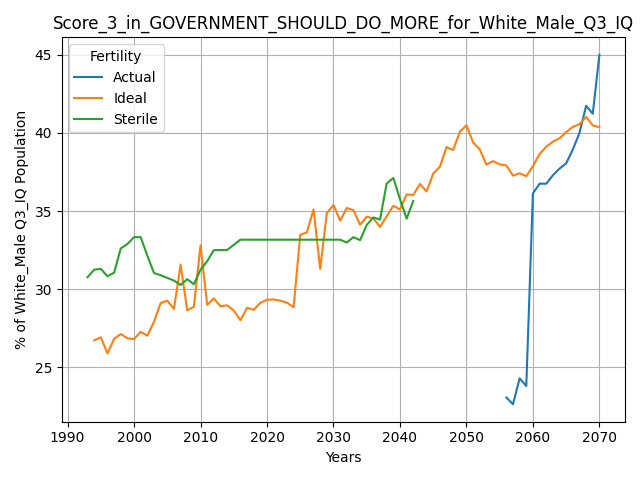 Score_3_in_GOVERNMENT_SHOULD_DO_MORE_for_White_Male_Q3_IQ
Fertility
Actual
Ideal
Sterile
% of White_Male Q3_IQ Population
45
40
35
30
25
1990 2000 2010 2020 2030 2040 2050 2060 2070
Years